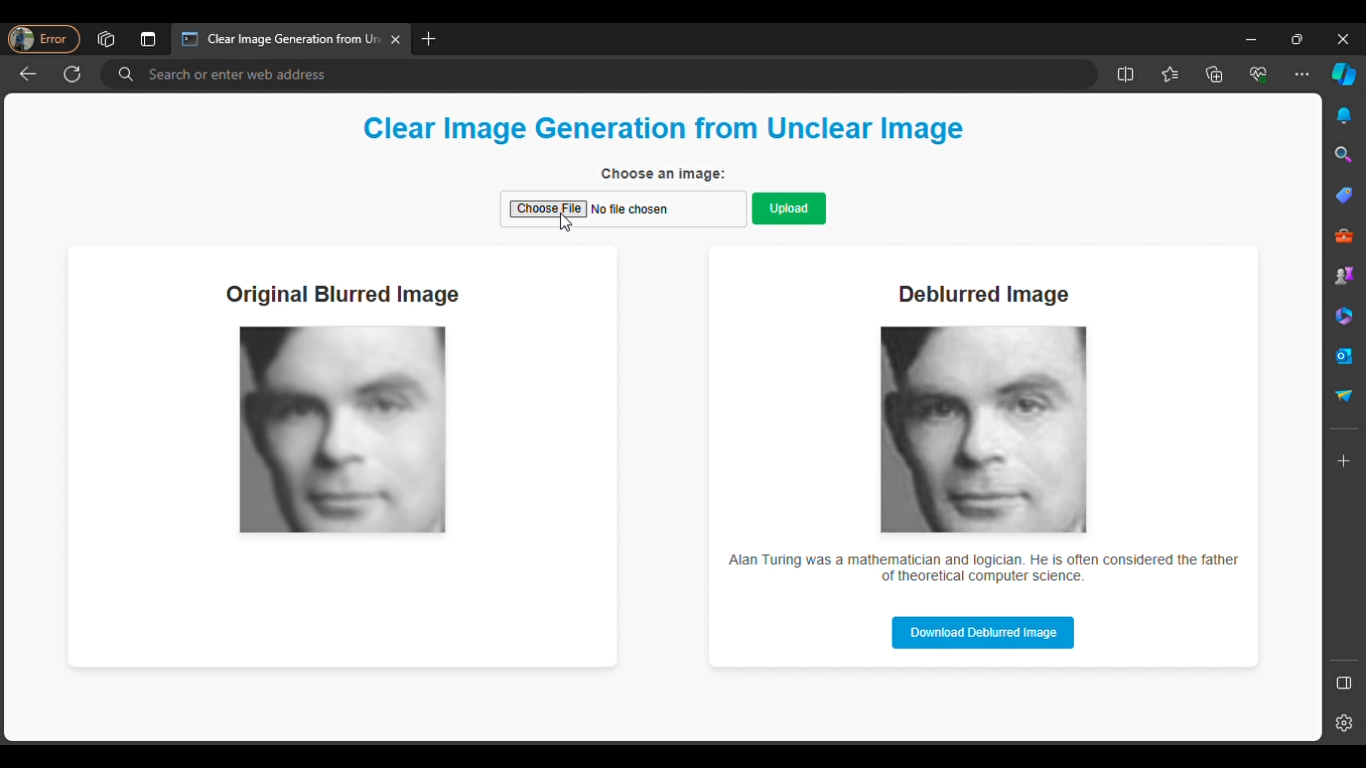 Error
Clear Image Generation from Un
Search or enter web address
Clear Image Generation from Unclear Image
Choose an image:
Choose File No file chosen
Upload
Original Blurred Image
Deblurred Image
Alan Turing was a mathematician and logician. He is often considered the father
of theoretical computer science.
Download Deblurred Image